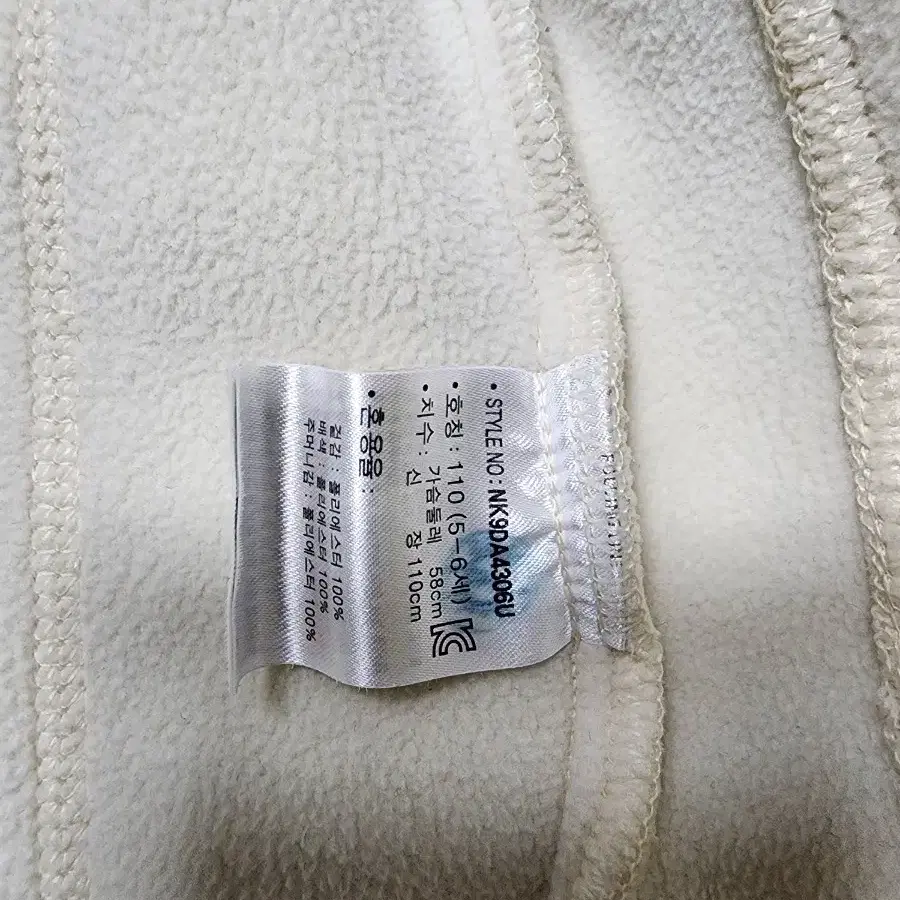 • STYLE NO : NK9DA4306U
• 호칭 : 110 (5-6세)
• 치수 : 가슴둘레 58cm
신 장 110cm
• 혼용율 :
겉감 : 폴리에스터 100%
배색 : 폴리에스터 100%
주머니감 : 폴리에스터 100%